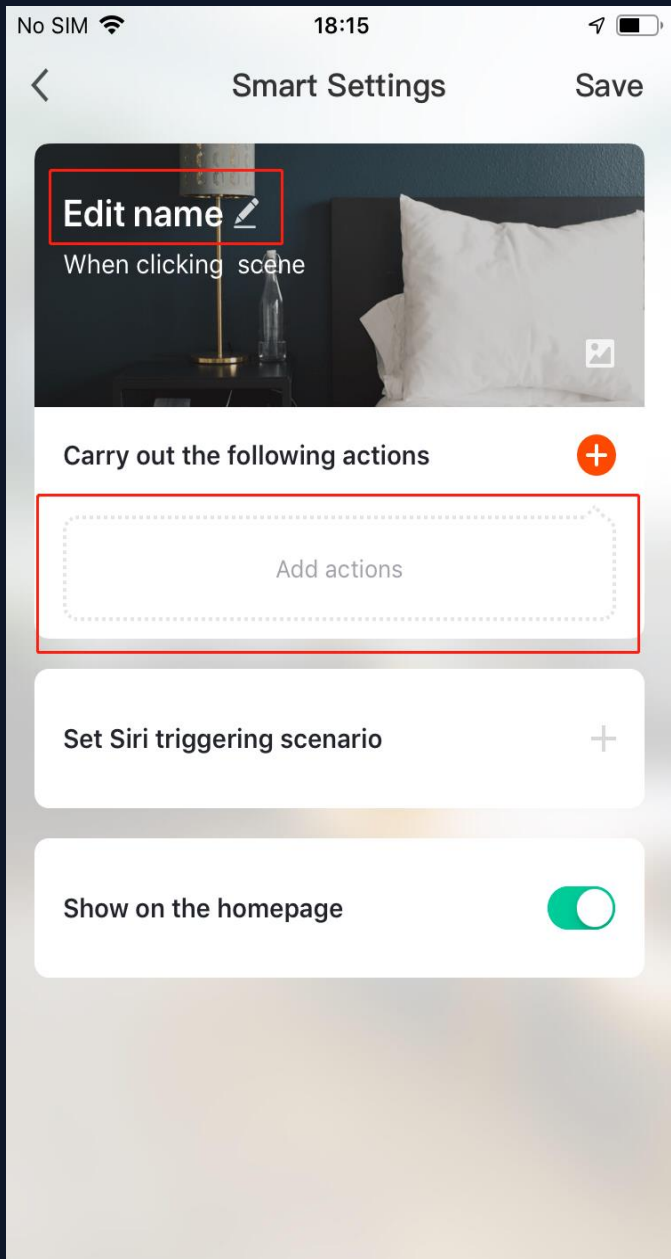 No SIM 18:15
Smart Settings Save
Edit name
When clicking scene
Carry out the following actions
Add actions
Set Siri triggering scenario
Show on the homepage